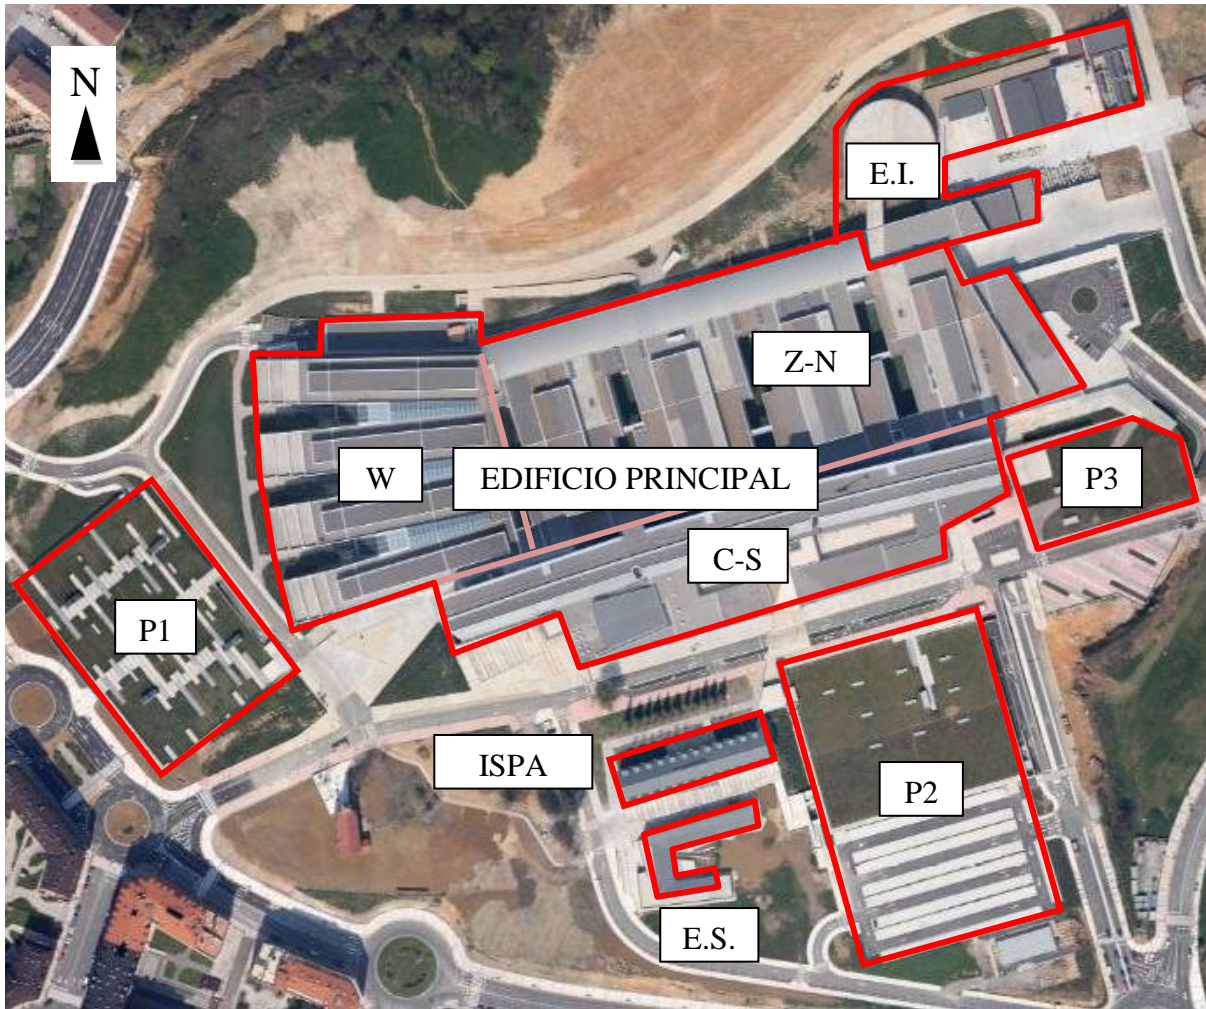 N
E.I.
Z-N
W
EDIFICIO PRINCIPAL
P3
C-S
P1
ISPA
P2
E.S.